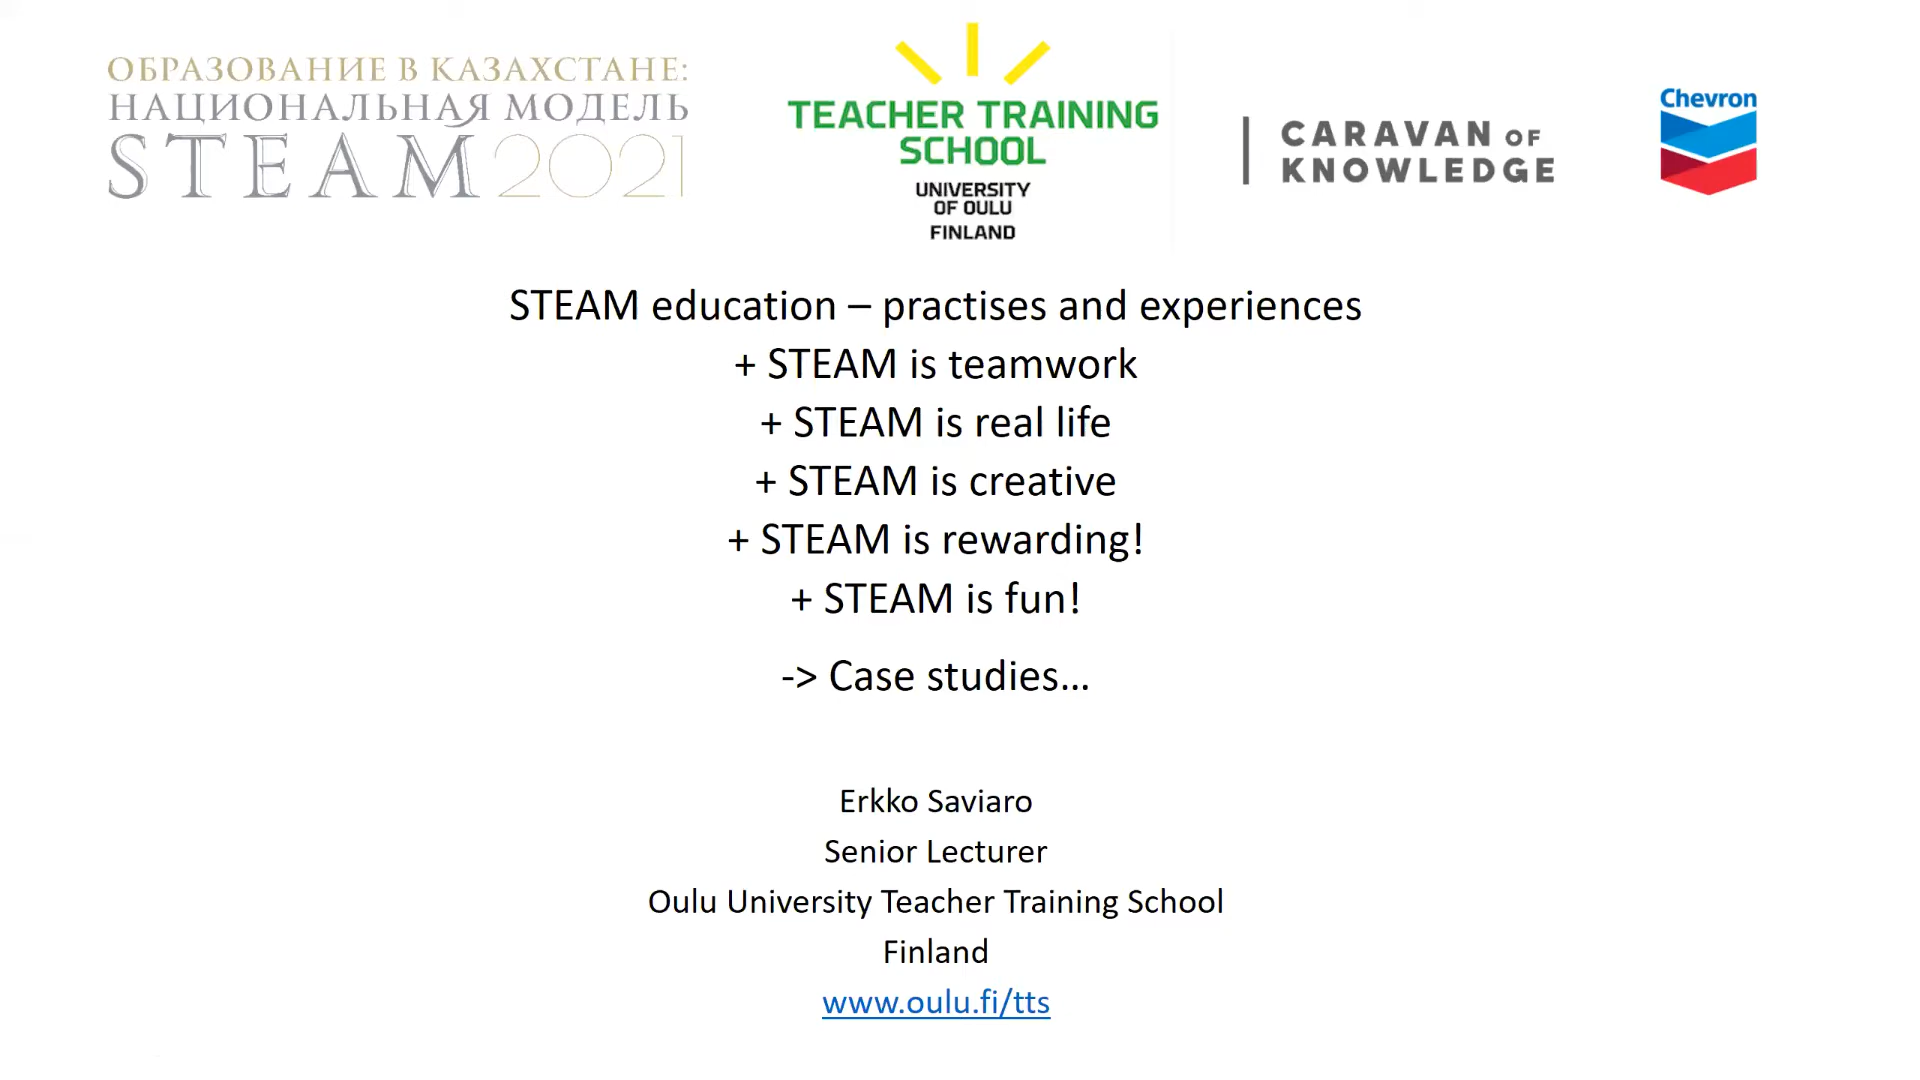 ОБРАЗОВАНИЕ В КАЗАХСТАНЕ:
НАЦИОНАЛЬНАЯ МОДЕЛЬ
STEAM 2021
TEACHER TRAINING
SCHOOL
UNIVERSITY
OF OULU
FINLAND
CARAVAN OF
KNOWLEDGE
Chevron
STEAM education – practises and experiences
+ STEAM is teamwork
+ STEAM is real life
+ STEAM is creative
+ STEAM is rewarding!
+ STEAM is fun!
-> Case studies…
Erkko Saviaro
Senior Lecturer
Oulu University Teacher Training School
Finland
www.oulu.fi/tts